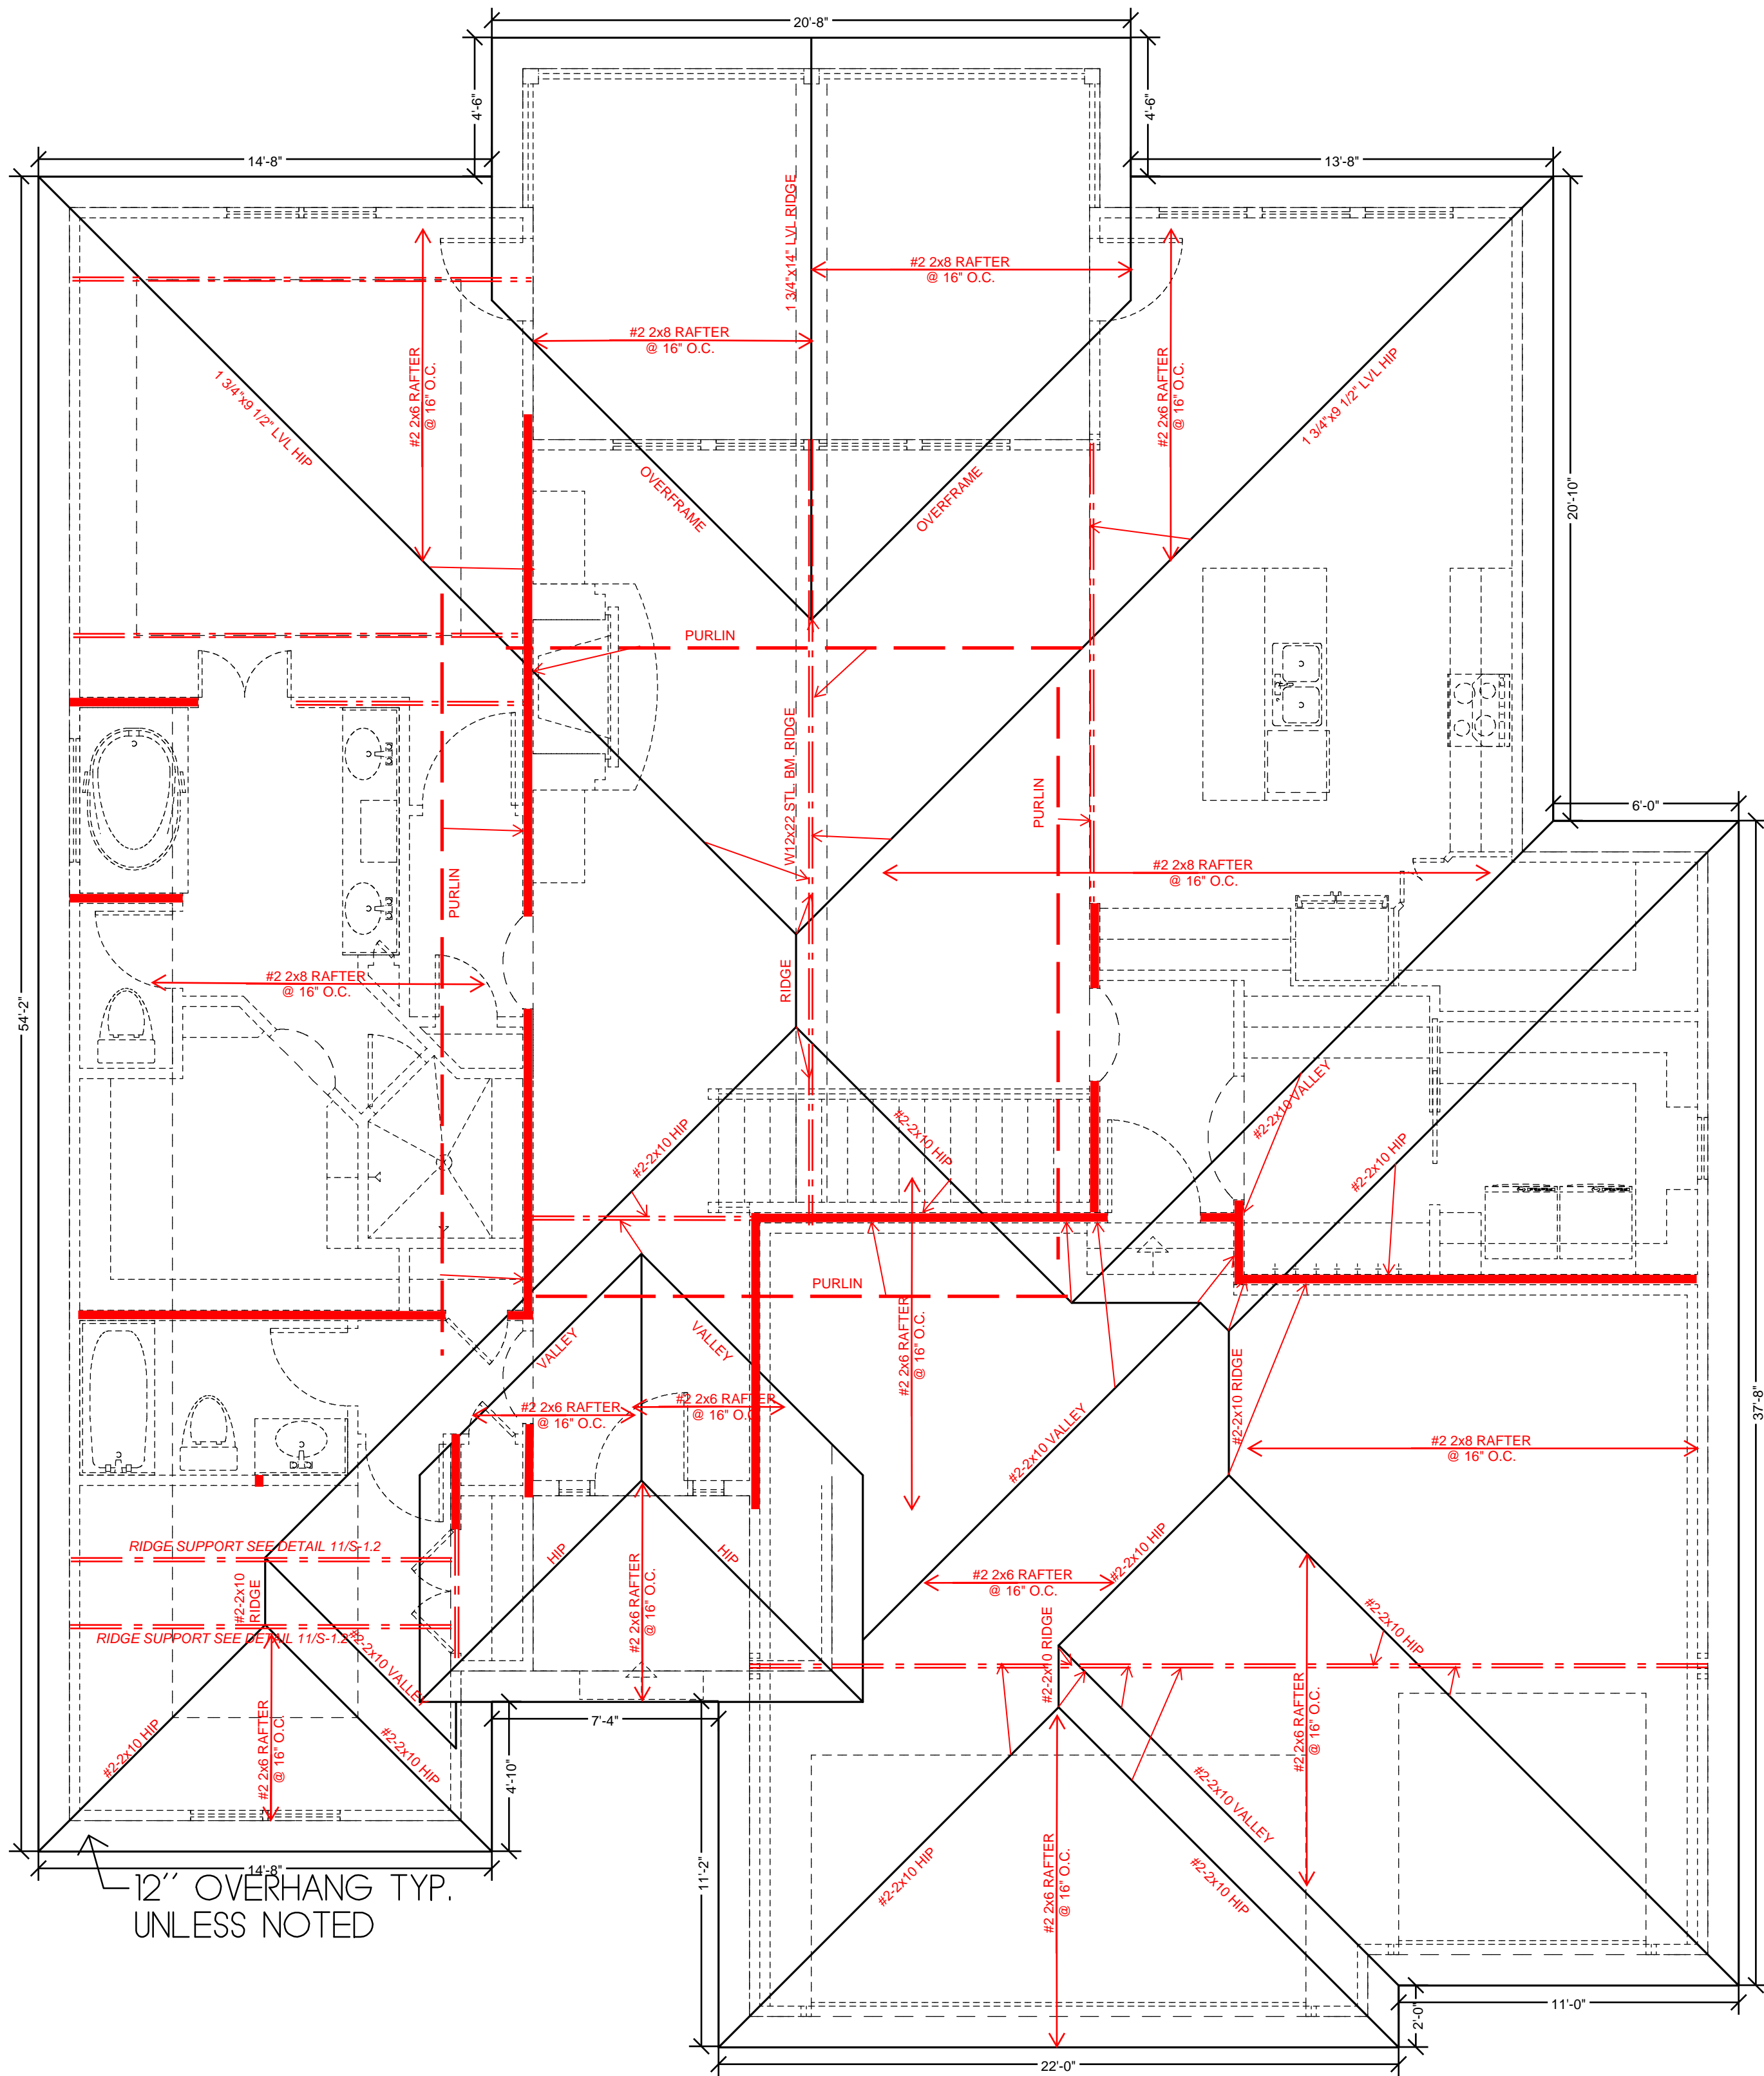 20'-8"
4'-6"
4'-6"
14'-8"
13'-8"
1 3/4"x14" LVL RIDGE
#2 2x8 RAFTER
@ 16" O.C.
#2 2x8 RAFTER
@ 16" O.C.
#2 2x6 RAFTER
@ 16" O.C.
#2 2x6 RAFTER
@ 16" O.C.
1 3/4"x9 1/2" LVL HIP
1 3/4"x9 1/2" LVL HIP
OVERFRAME
OVERFRAME
20'-10"
PURLIN
W12x22 STL. BM. RIDGE
PURLIN
6'-0"
#2 2x8 RAFTER
@ 16" O.C.
PURLIN
#2 2x8 RAFTER
@ 16" O.C.
RIDGE
54'-2"
#2-2x10 HIP
#2-2x10 HIP
#2-2x10 VALLEY
#2-2x10 HIP
PURLIN
VALLEY
VALLEY
#2 2x6 RAFTER
@ 16" O.C.
#2-2x10 RIDGE
#2 2x6 RAFTER
@ 16" O.C.
#2 2x6 RAFTER
@ 16" O.C.
37'-8"
#2-2x10 VALLEY
#2 2x8 RAFTER
@ 16" O.C.
RIDGE SUPPORT SEE DETAIL 11/S-1.2
HIP
HIP
#2-2x10 HIP
#2 2x6 RAFTER
@ 16" O.C.
#2-2x10
RIDGE
#2 2x6 RAFTER
@ 16" O.C.
#2-2x10 HIP
RIDGE SUPPORT SEE DETAIL 11/S-1.2
#2-2x10 VALLEY
#2-2x10 RIDGE
#2 2x6 RAFTER
@ 16" O.C.
#2-2x10 HIP
#2 2x6 RAFTER
@ 16" O.C.
#2-2x10 HIP
7'-4"
4'-10"
#2-2x10 VALLEY
14'-8"
12" OVERHANG TYP.
UNLESS NOTED
11'-2"
#2-2x10 HIP
#2 2x6 RAFTER
@ 16" O.C.
#2-2x10 HIP
2'-0"
11'-0"
22'-0"